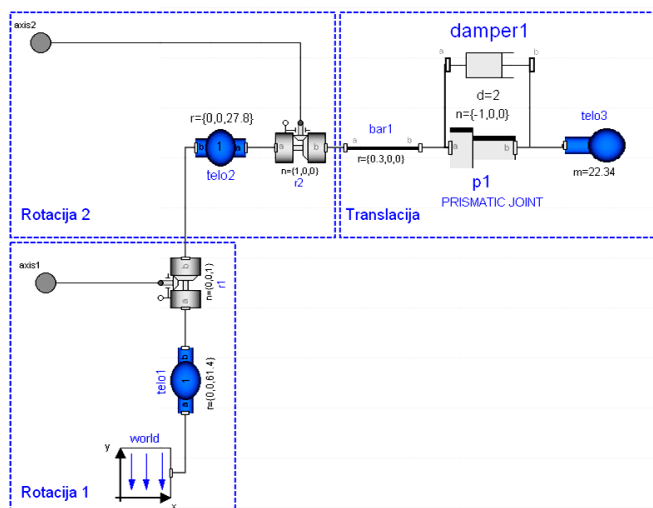 axis2
damper1
a
b
d=2
r={0,0,27.8}
n={-1,0,0}
telo3
bar1
b
1
a
a
b
a
b
a
b
telo2
n={1,0,0}
r={0.3,0,0}
m=22.34
r2
p1
PRISMATIC JOINT
Rotacija 2
Translacija
axis1
b
a
n={0,0,1}
r1
b
1
a
telo1
r={0,0,61.4}
world
y
x
Rotacija 1